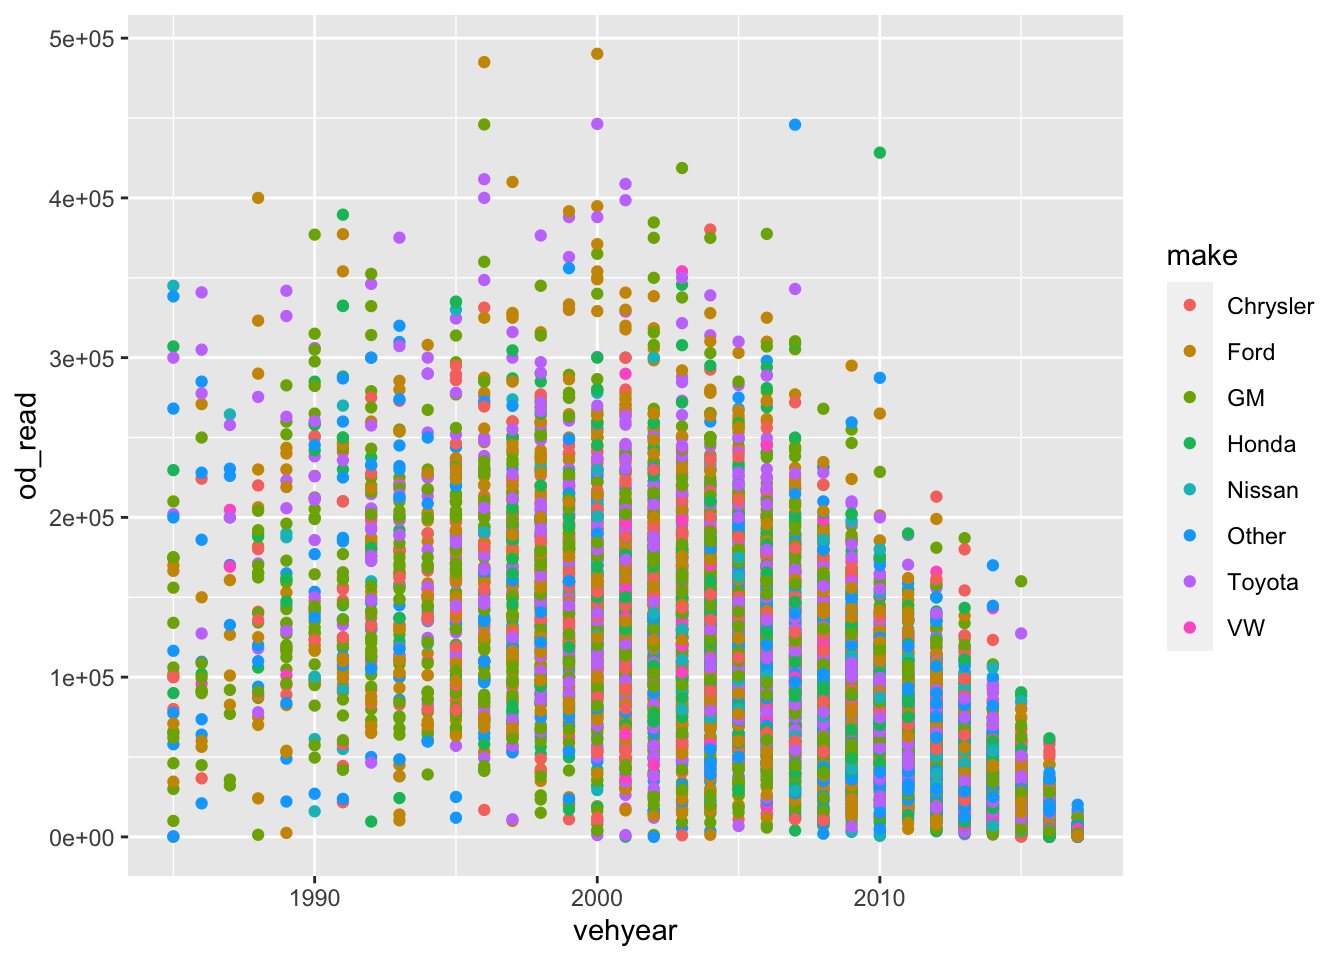 5e+05
4e+05
3e+05
2e+05
1e+05
0e+00
od_read
1990
2000
2010
vehyear
make
Chrysler
Ford
GM
Honda
Nissan
Other
Toyota
VW